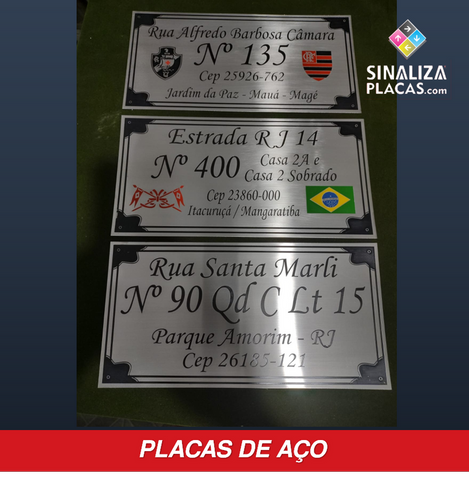 SINALIZA
PLACAS.com
Rua Alfredo Barbosa Câmara
Nº 135
Cep 25926-762
Jardim da Paz - Mauá - Magé
Estrada R J 14
Nº 400 Casa 2A e
Casa 2 Sobrado
Cep 23860-000
Itacuruçá / Mangaratiba
Rua Santa Marli
Nº 90 Qd C Lt 15
Parque Amorim - RJ
Cep 26185-121
PLACAS DE AÇO